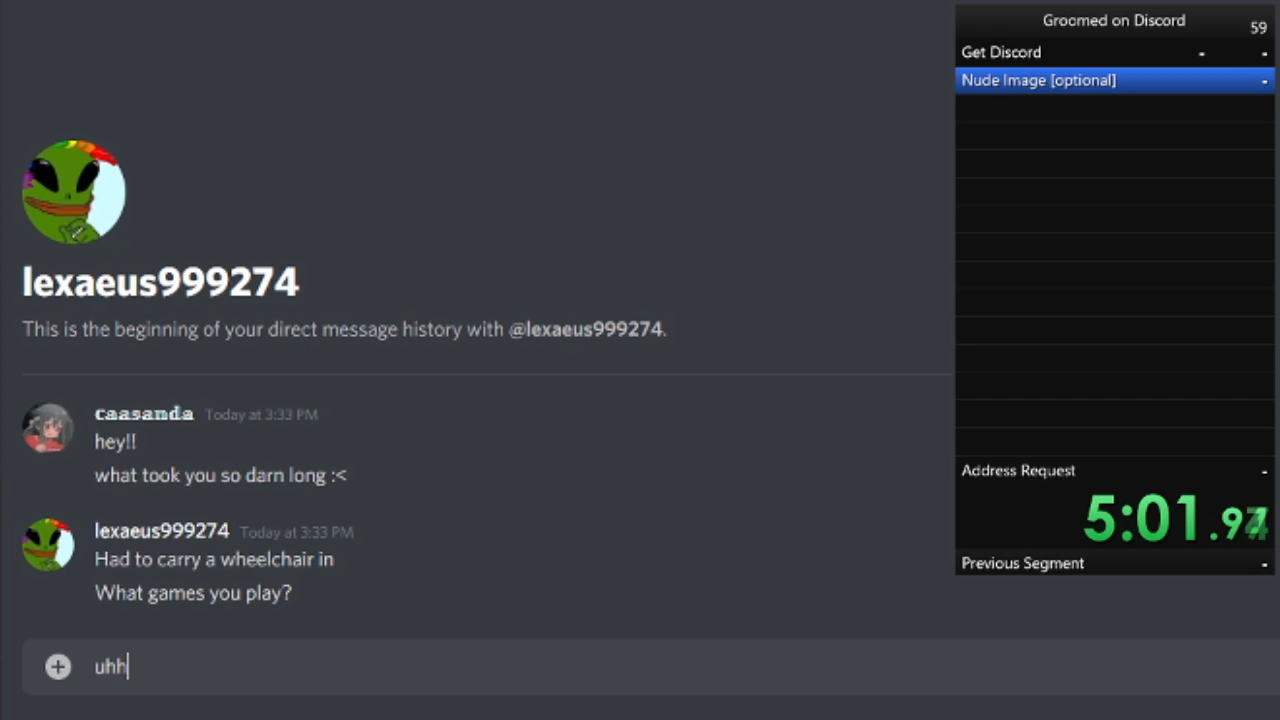 Groomed on Discord
59
Get Discord - -
Nude Image [optional] -
lexaeus999274
This is the beginning of your direct message history with @lexaeus999274.
caasanda Today at 3:33 PM
hey!!
what took you so darn long :<
lexaeus999274 Today at 3:33 PM
Had to carry a wheelchair in
What games you play?
uhh
Address Request -
5:01.97
Previous Segment -